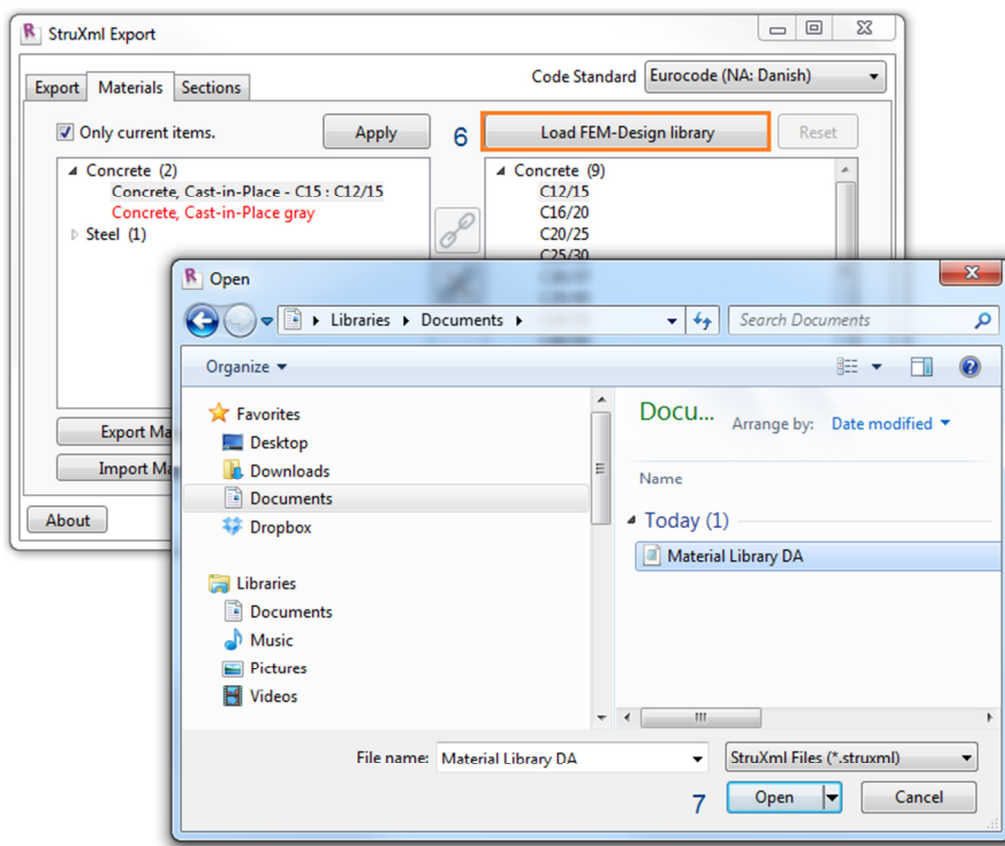 StruXml Export
Code Standard Eurocode (NA: Danish)
Export Materials Sections
Only current items. Apply 6 Load FEM-Design library Reset
Concrete (2)
Concrete, Cast-in-Place - C15 : C12/15
Concrete, Cast-in-Place gray
Steel (1)
Concrete (9)
C12/15
C16/20
C20/25
C25/30
Export Ma
Import Ma
About
Open
Libraries Documents Search Documents
Organize
Favorites
Desktop
Downloads
Documents
Dropbox
Libraries
Documents
Music
Pictures
Videos
Docu... Arrange by: Date modified
Name
Today (1)
Material Library DA
File name: Material Library DA StruXml Files (*.struxml)
7 Open Cancel